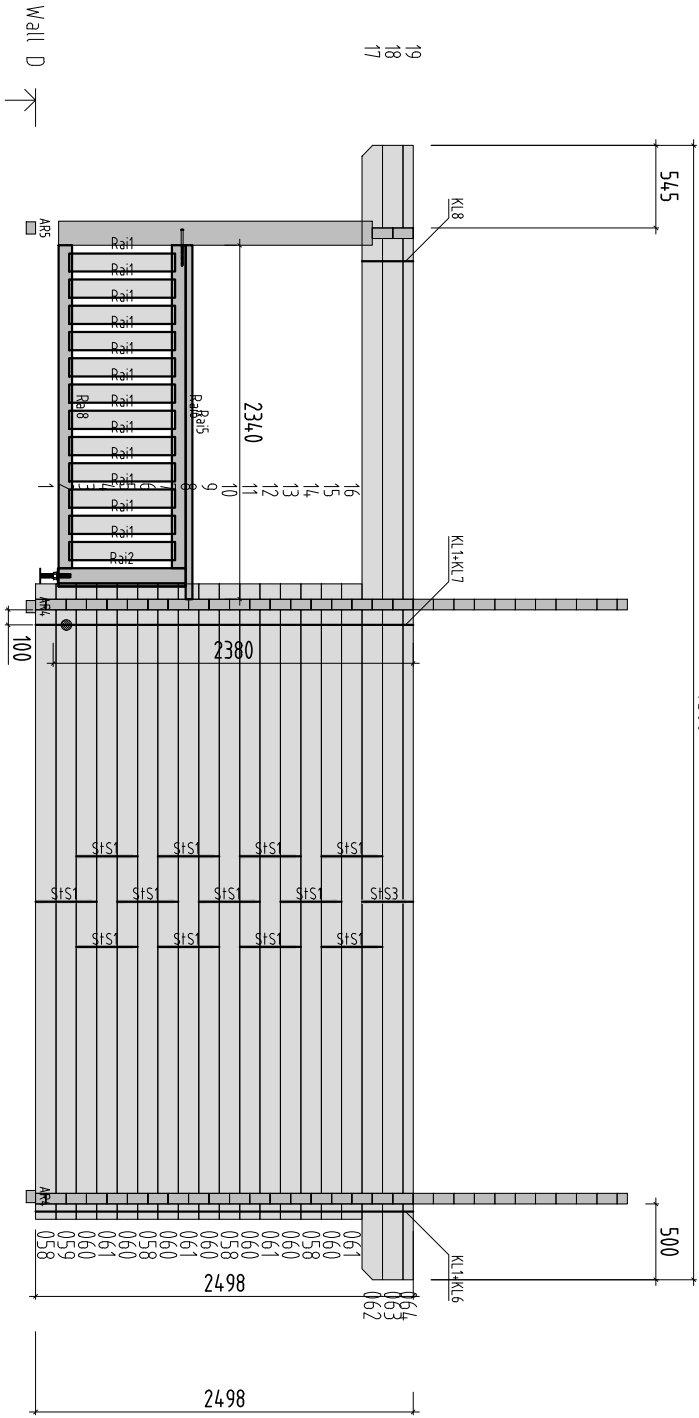 Wall D
19
18
17
545
KL8
AR5
Rai1
Rai1
Rai1
Rai1
Rai1
Rai1
Rai1
Rai1
Rai1
Rai1
Rai1
Rai1
Rai2
Rai8
Rai5
2340
16
15
14
13
12
11
10
9
8
6
1
KL1+KL7
AR4
100
2380
StS1
StS1
StS1
StS1
StS1
StS1
StS1
StS1
StS3
StS1
StS1
StS1
StS1
500
KL1+KL6
064
063
062
061
060
058
060
061
060
058
060
061
060
058
060
061
060
059
058
2498
2498